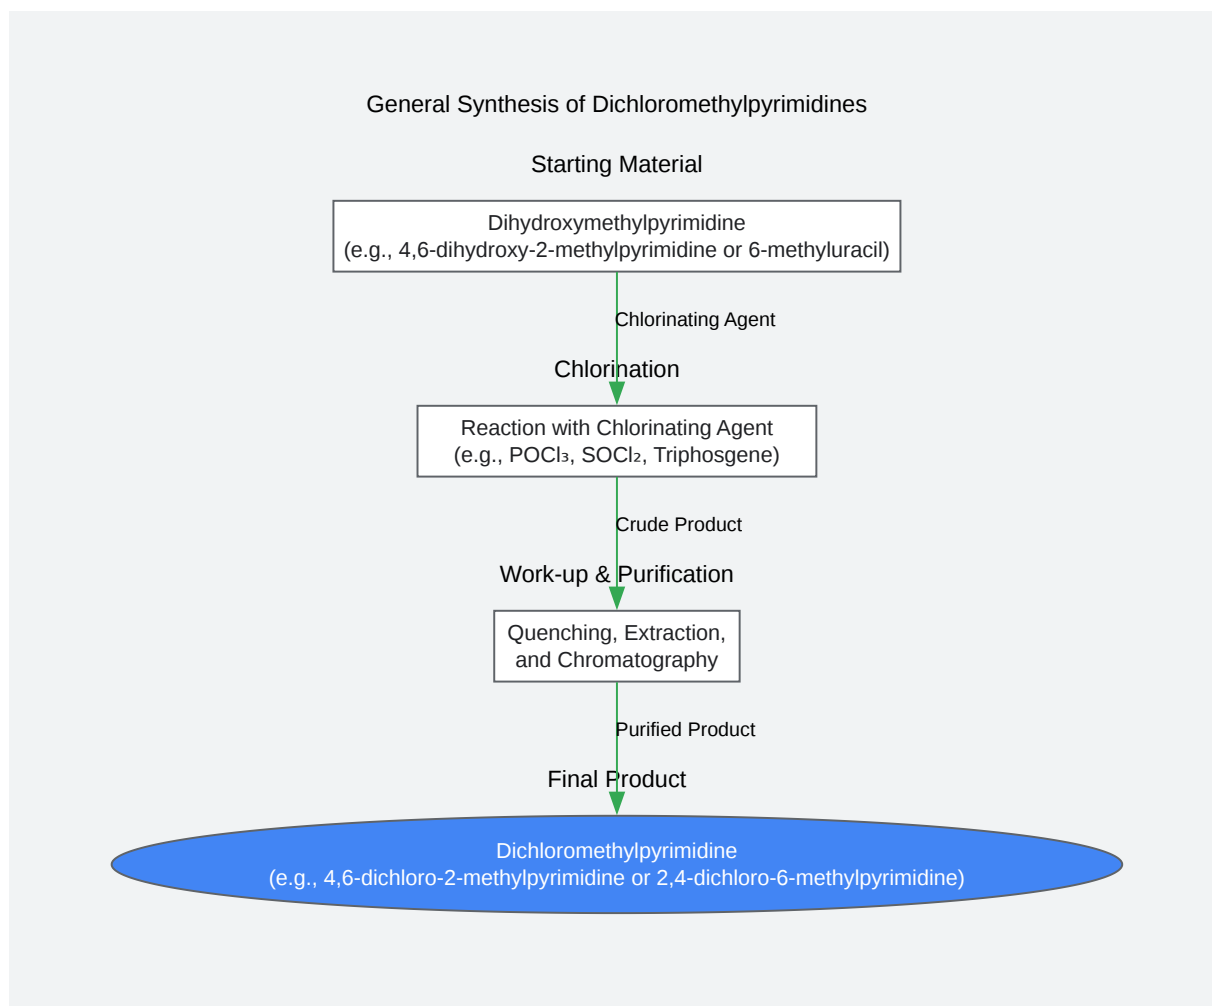 General Synthesis of Dichloromethylpyrimidines
Starting Material
Dihydroxymethylpyrimidine
(e.g., 4,6-dihydroxy-2-methylpyrimidine or 6-methyluracil)
Chlorinating Agent
Chlorination
Reaction with Chlorinating Agent
(e.g., POCl₃, SOCl₂, Triphosgene)
Crude Product
Work-up & Purification
Quenching, Extraction,
and Chromatography
Purified Product
Final Product
Dichloromethylpyrimidine
(e.g., 4,6-dichloro-2-methylpyrimidine or 2,4-dichloro-6-methylpyrimidine)